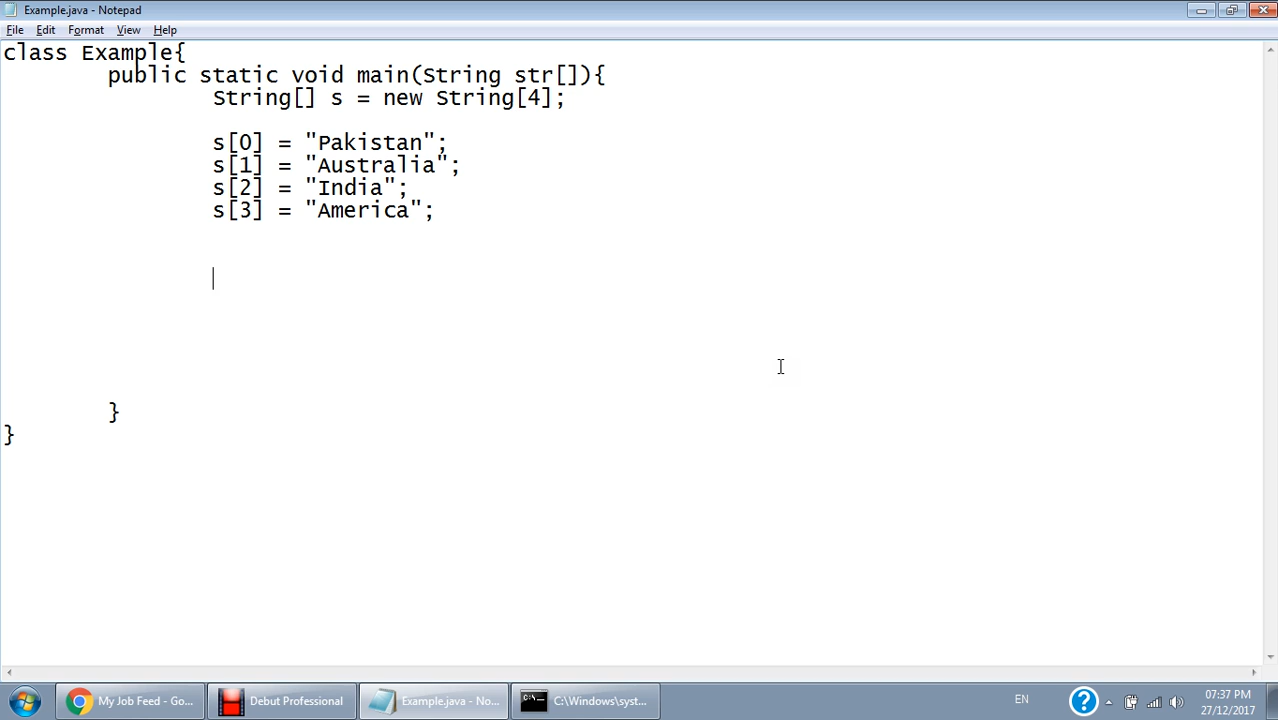 Example.java - Notepad
File Edit Format View Help
class Example{
public static void main(String str[]){
String[] s = new String[4];
s[0] = "Pakistan";
s[1] = "Australia";
s[2] = "India";
s[3] = "America";
}
}
My Job Feed - Go... Debut Professional Example.java - No... C:\Windows\syst... EN 07:37 PM
27/12/2017